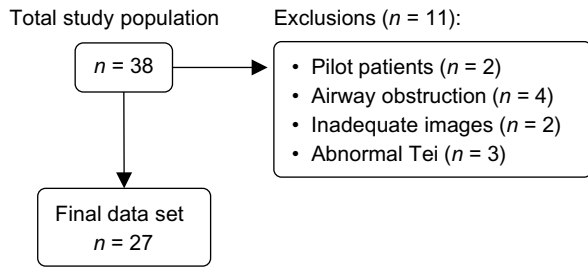 Total study population
Exclusions (n = 11):
n = 38
• Pilot patients (n = 2)
• Airway obstruction (n = 4)
• Inadequate images (n = 2)
• Abnormal Tei (n = 3)
Final data set
n = 27